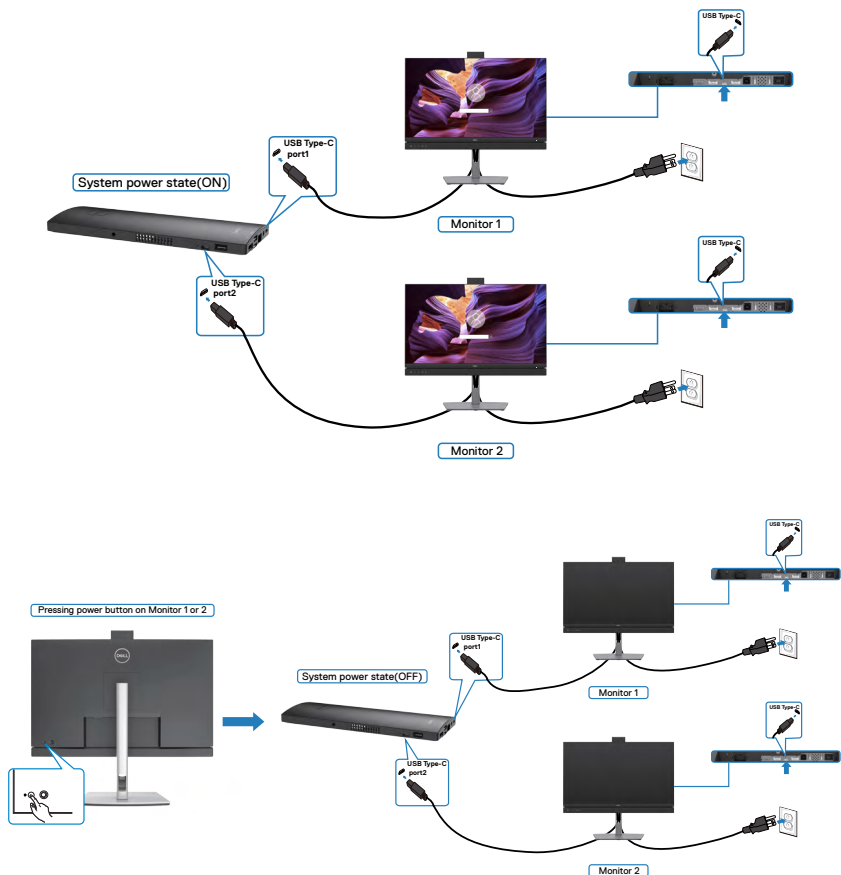 USB Type-C
USB Type-C
port1
System power state(ON)
Monitor 1
USB Type-C
USB Type-C
port2
Monitor 2
USB Type-C
Pressing power button on Monitor 1 or 2
DELL
USB Type-C
port1
System power state(OFF)
Monitor 1
USB Type-C
USB Type-C
port2
Monitor 2